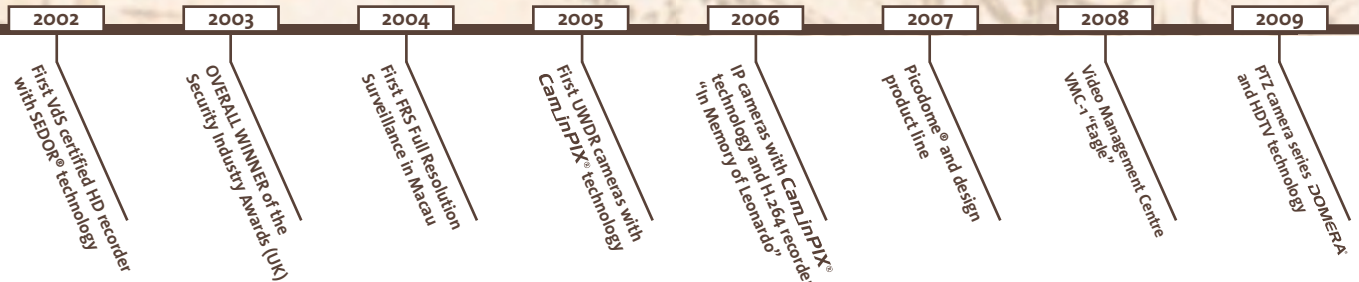 2002
2003
2004
2005
2006
2007
2008
2009
First VdS certified HD recorder
with SEDOR® technology
OVERALL WINNER of the
Security Industry Awards (UK)
First FRS Full Resolution
Surveillance in Macau
First UWDR cameras with
Cam_inPIX® technology
IP cameras with Cam_inPIX®
technology and H.264 recorde
"In Memory of Leonardo"
Picodome® and design
product line
Video Management Centre
VMC-1 "Eagle"
PTZ camera series DOMERA®
and HDTV technology